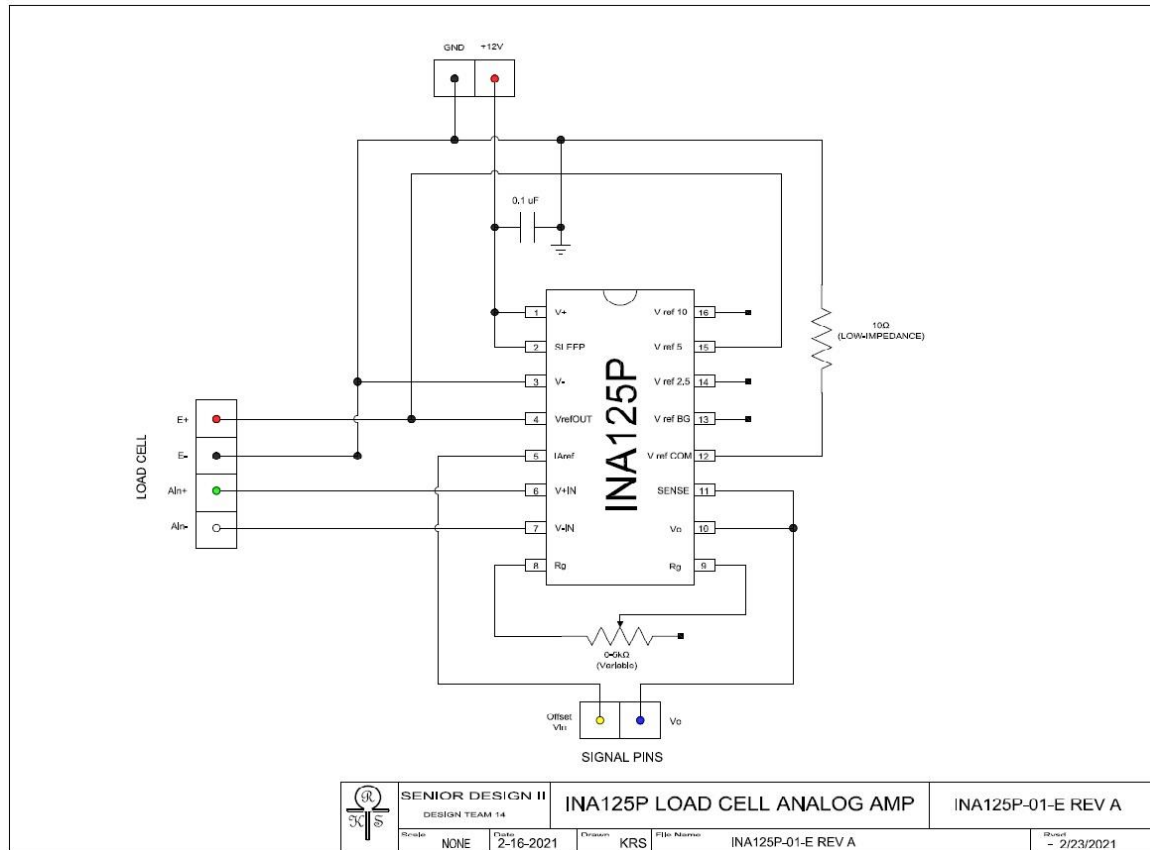 GND +12V
0.1 uF
10Ω
(LOW-IMPEDANCE)
1 V+ V ref 10 16
2 SLEEP V ref 5 15
3 V- V ref 2.5 14
4 VrefOUT V ref BG 13
5 IAref V ref COM 12
6 V+IN SENSE 11
7 V-IN Vo 10
8 Rg Rg 9
INA125P
LOAD CELL
E+
E-
AIn+
AIn-
0-5kΩ
(Variable)
Offset
VIn
Vo
SIGNAL PINS
R
K S
SENIOR DESIGN II
DESIGN TEAM 14
INA125P LOAD CELL ANALOG AMP
INA125P-01-E REV A
Scale NONE
Date 2-16-2021
Drawn KRS
File Name INA125P-01-E REV A
Rvsd - 2/23/2021